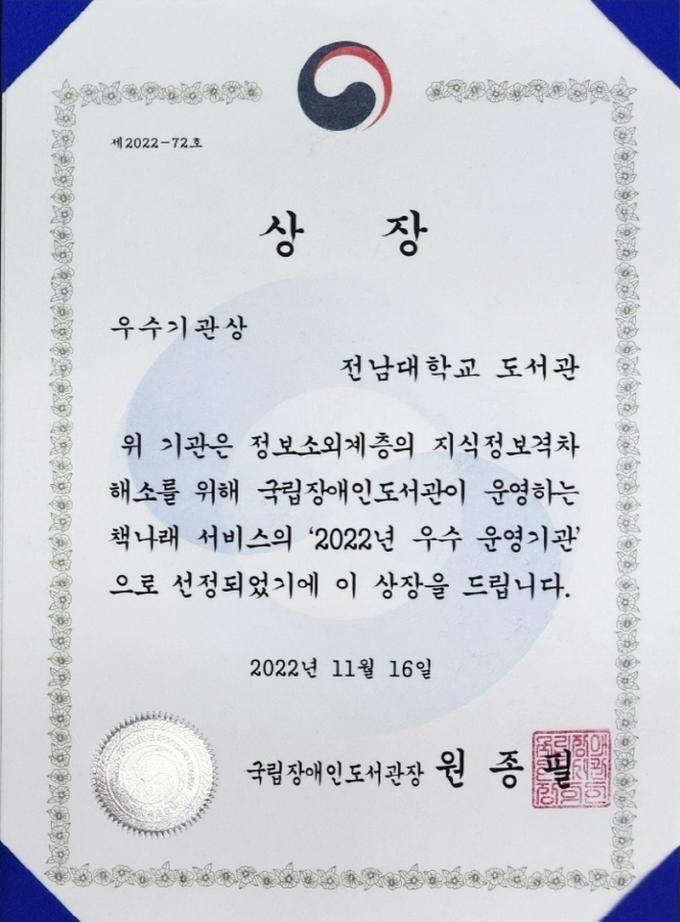 제2022-72호
상 장
우수기관상
전남대학교 도서관
위 기관은 정보소외계층의 지식정보격차
해소를 위해 국립장애인도서관이 운영하는
책나래 서비스의 ‘2022년 우수 운영기관’
으로 선정되었기에 이 상장을 드립니다.
2022년 11월 16일
국립장애인도서관장 원 종 필